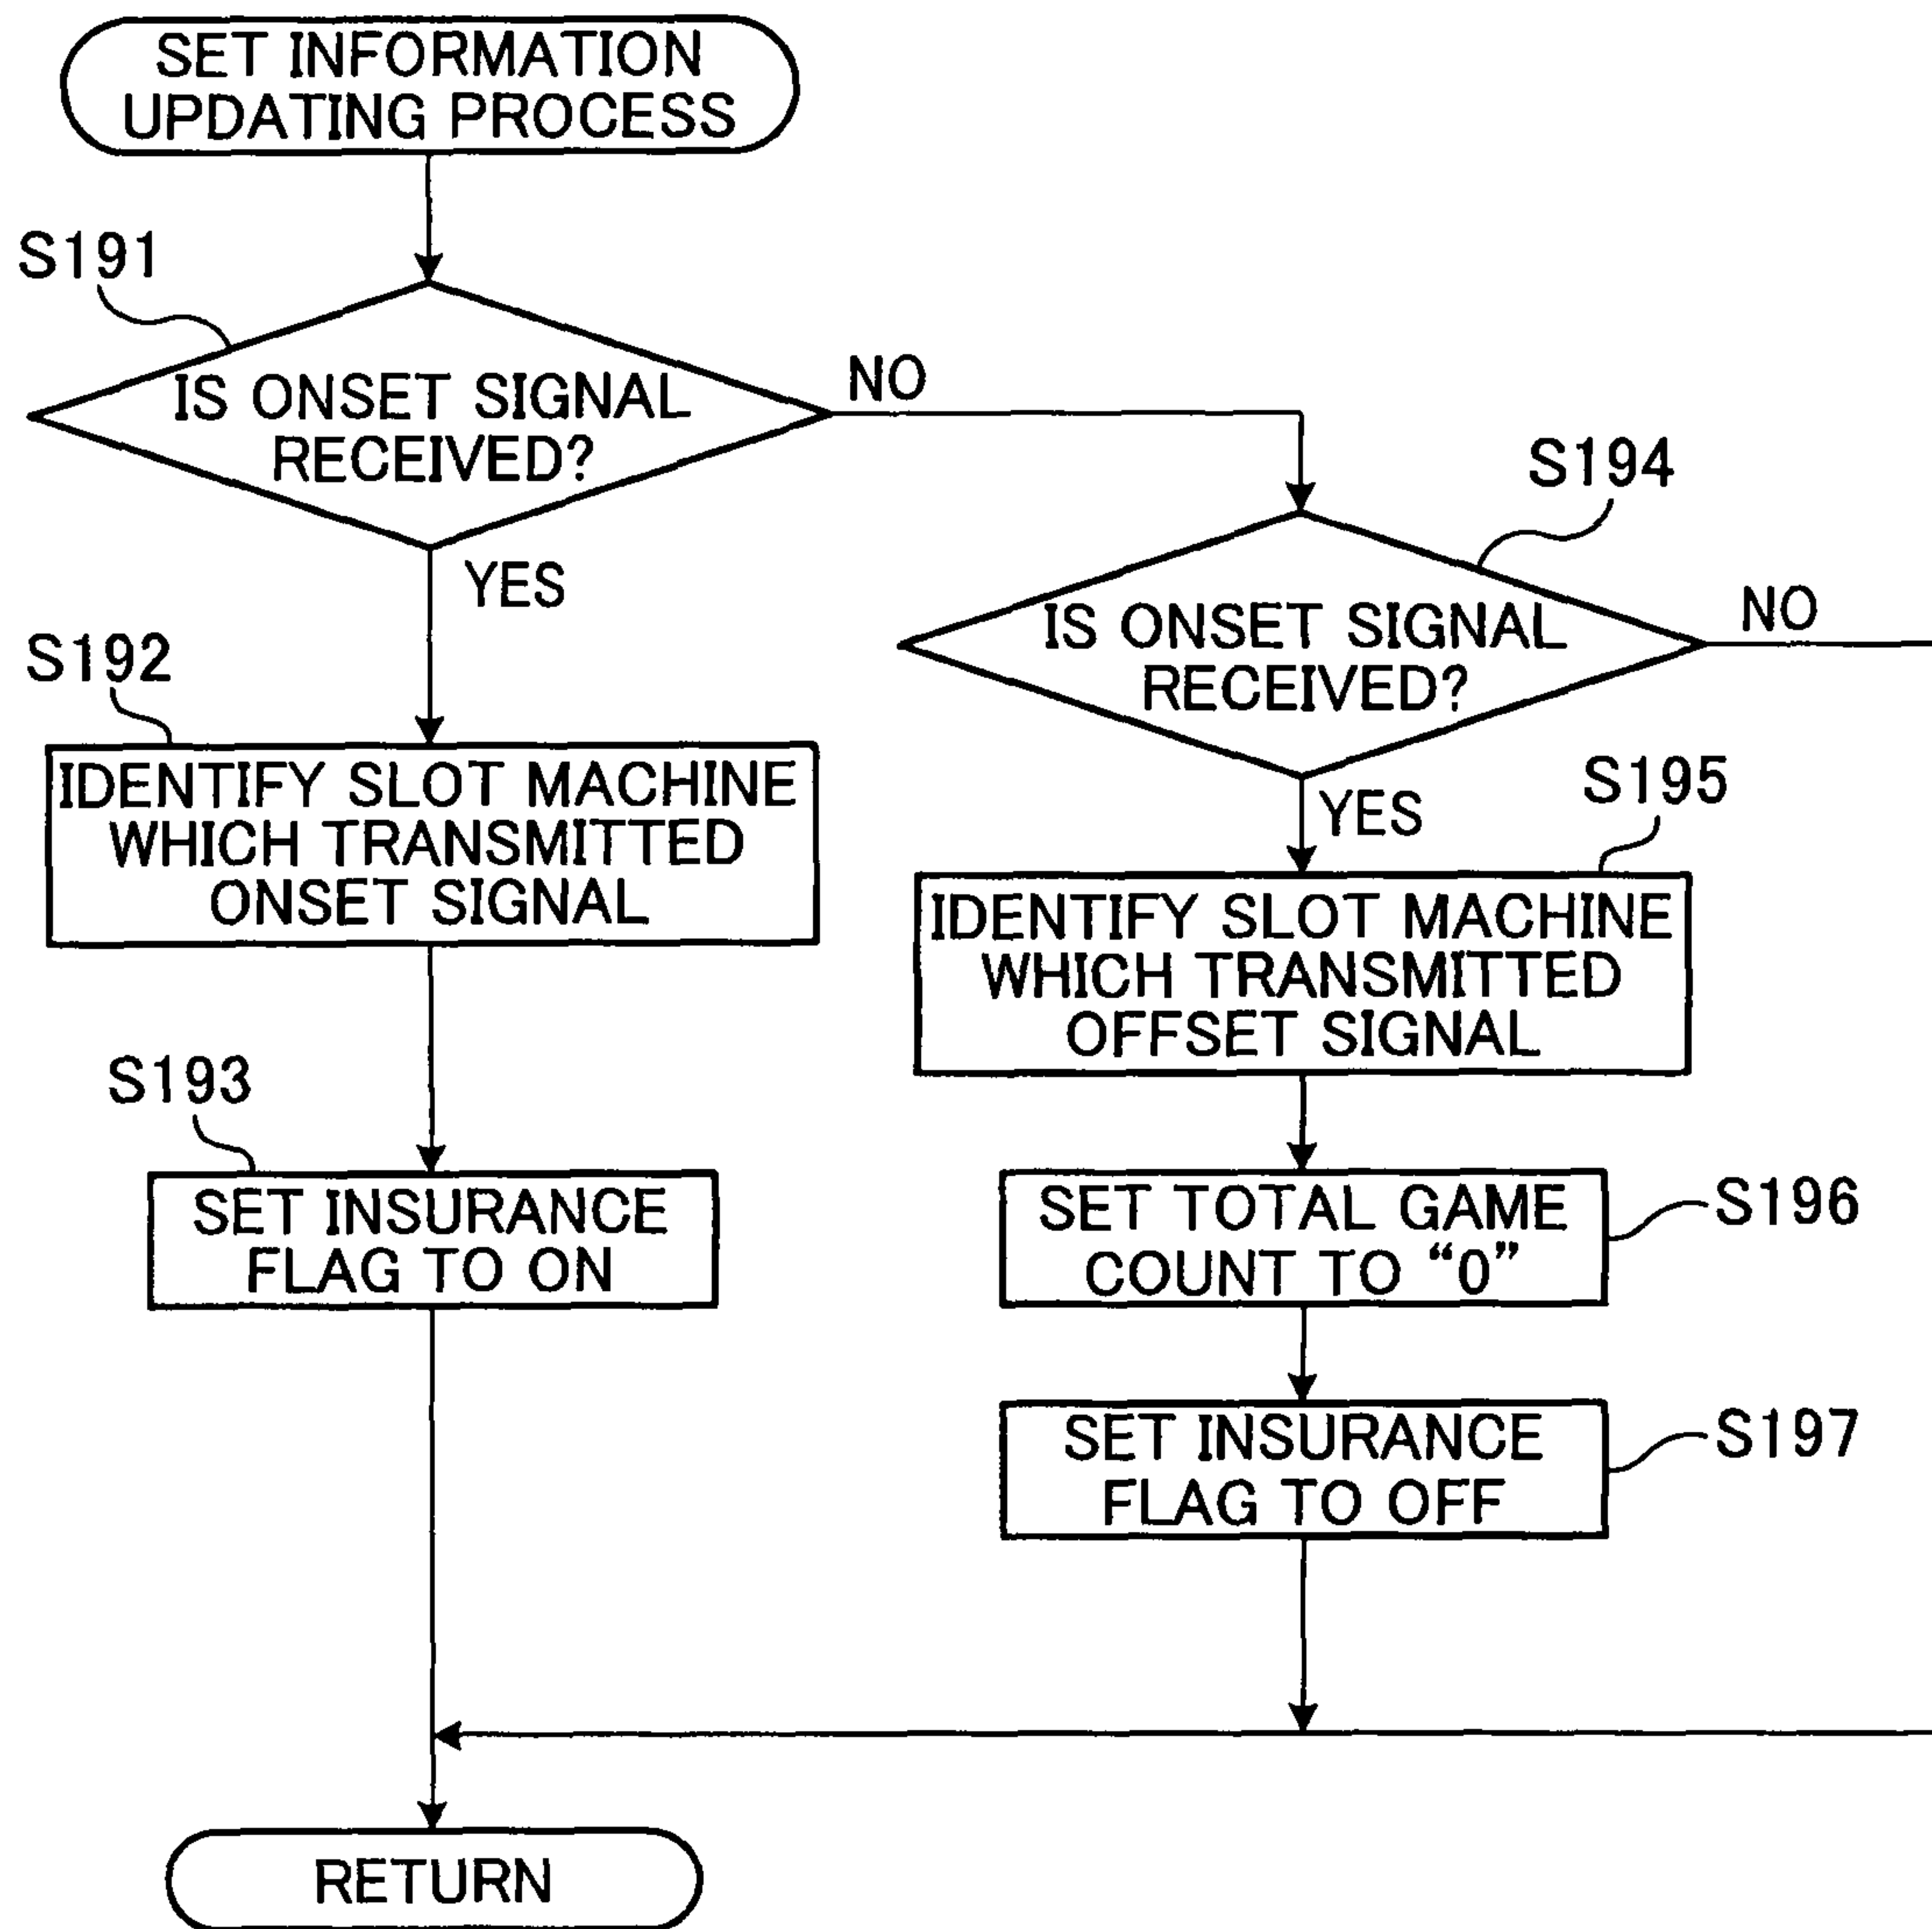 SET INFORMATION
UPDATING PROCESS
S191
IS ONSET SIGNAL
RECEIVED?
NO
YES
S192
IDENTIFY SLOT MACHINE
WHICH TRANSMITTED
ONSET SIGNAL
S193
SET INSURANCE
FLAG TO ON
S194
IS ONSET SIGNAL
RECEIVED?
NO
YES
S195
IDENTIFY SLOT MACHINE
WHICH TRANSMITTED
OFFSET SIGNAL
SET TOTAL GAME
COUNT TO “0”
S196
SET INSURANCE
FLAG TO OFF
S197
RETURN